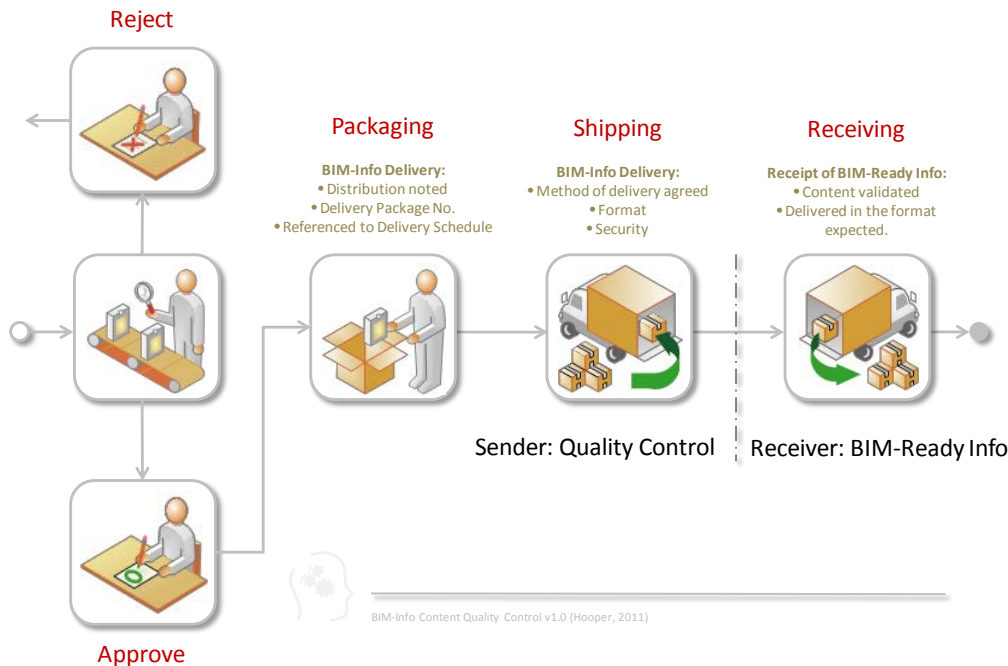 Reject
Packaging
BIM-Info Delivery:
• Distribution noted
• Delivery Package No.
• Referenced to Delivery Schedule
Shipping
BIM-Info Delivery:
• Method of delivery agreed
• Format
• Security
Receiving
Receipt of BIM-Ready Info:
• Content validated
• Delivered in the format
expected.
Sender: Quality Control
Receiver: BIM-Ready Info
Approve
BIM-Info Content Quality Control v1.0 (Hooper, 2011)